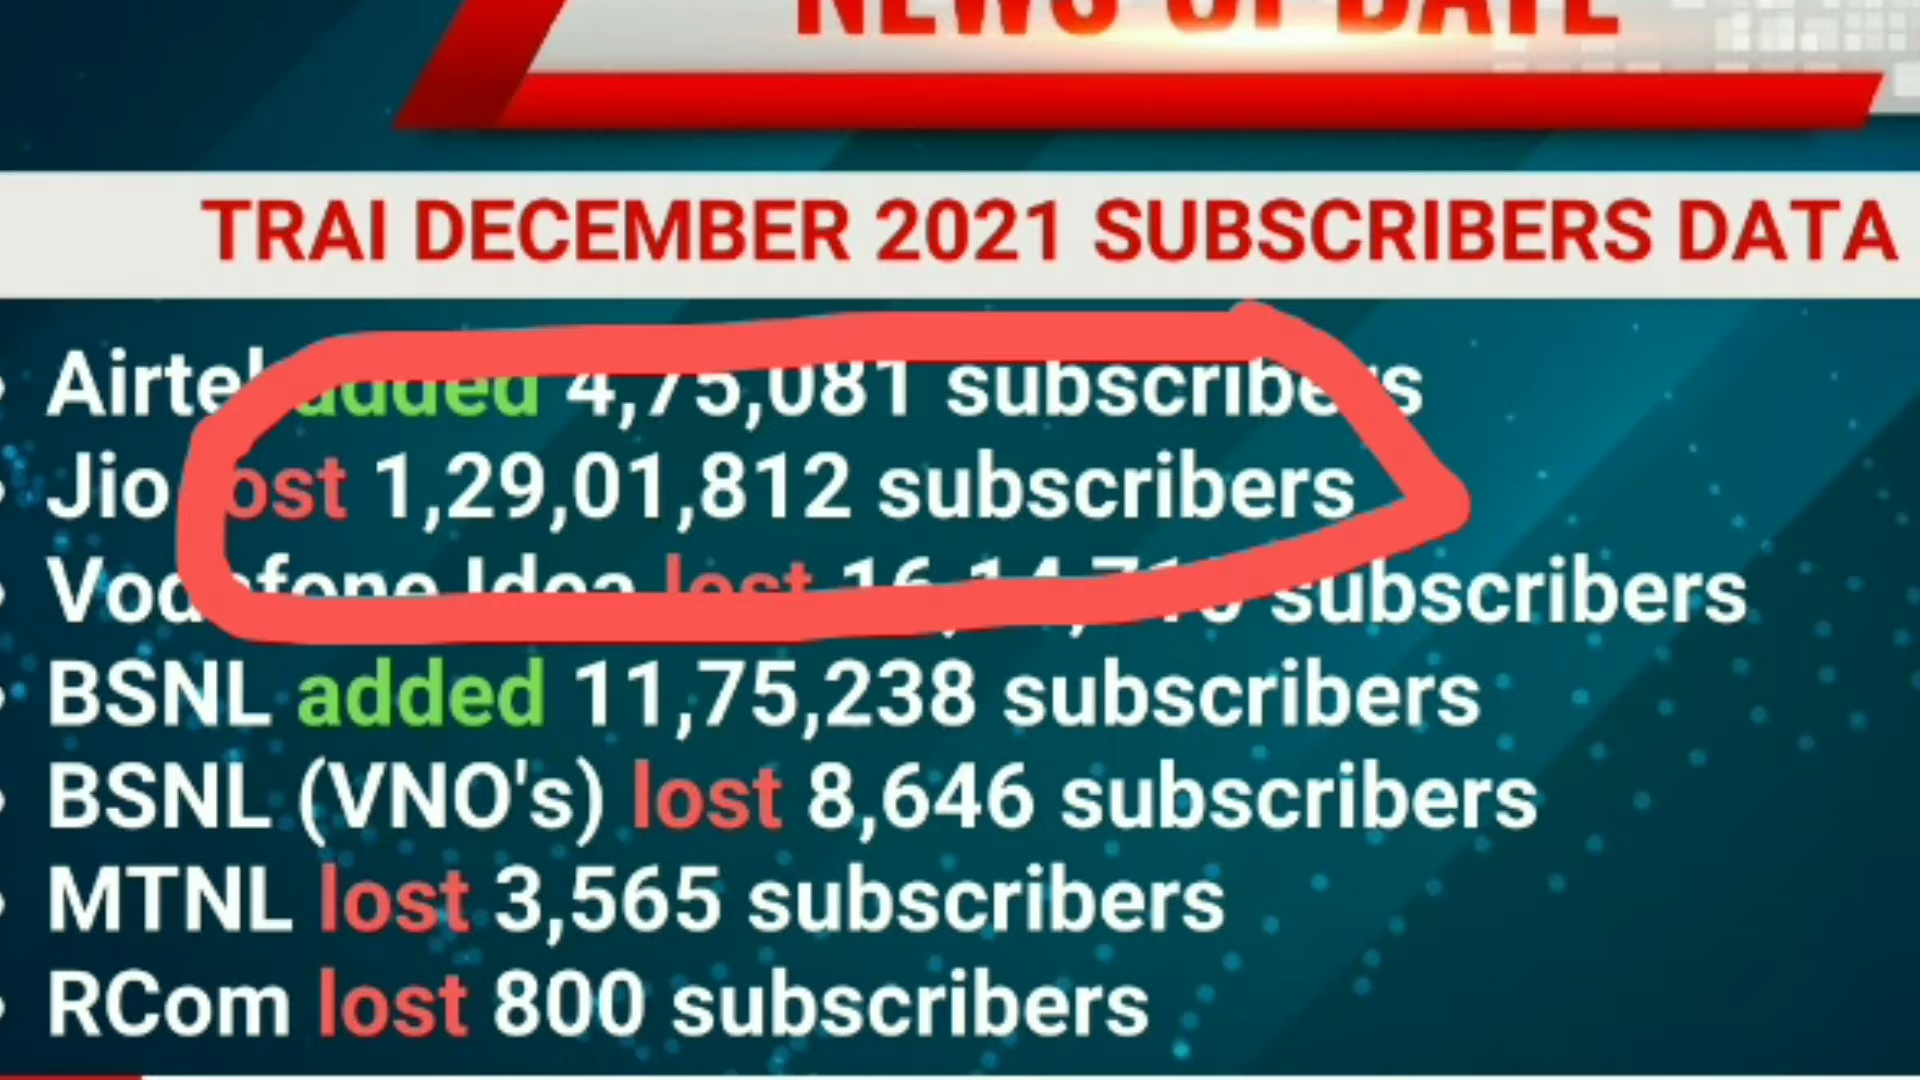 NEWS UPDATE
TRAI DECEMBER 2021 SUBSCRIBERS DATA
Airtel added 4,75,081 subscribers
Jio lost 1,29,01,812 subscribers
Vodafone Idea lost subscribers
BSNL added 11,75,238 subscribers
BSNL (VNO's) lost 8,646 subscribers
MTNL lost 3,565 subscribers
RCom lost 800 subscribers